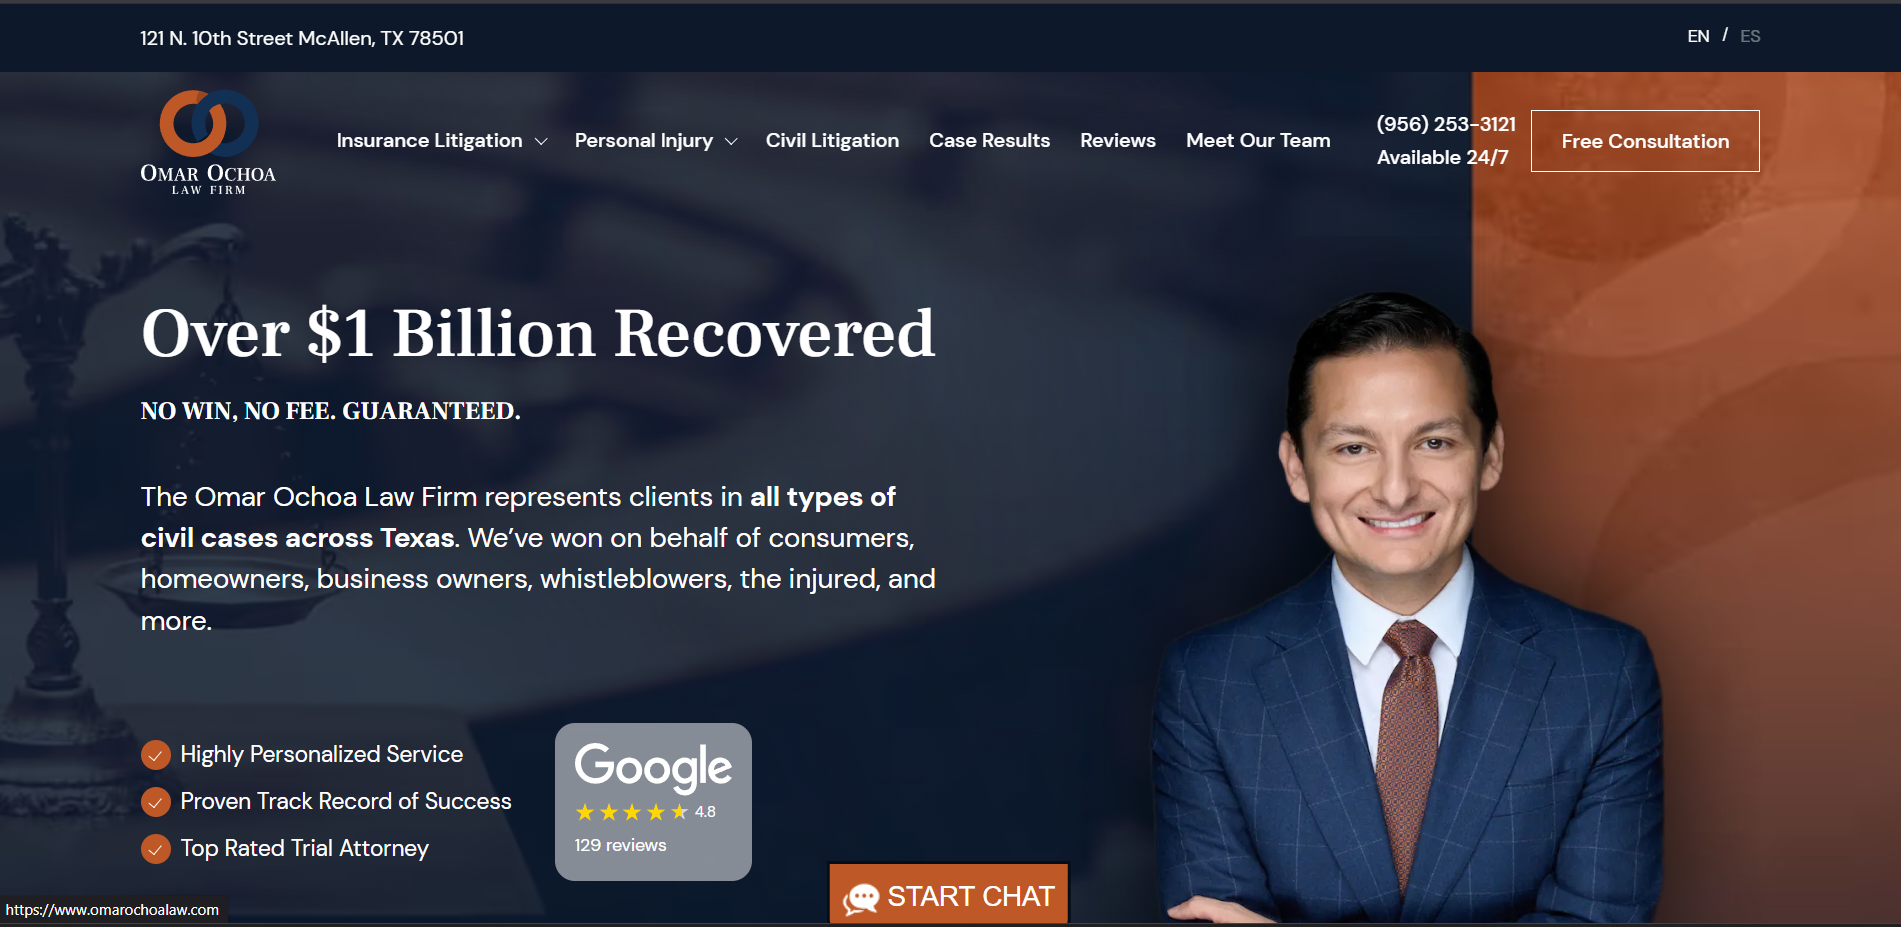 121 N. 10th Street McAllen, TX 78501
EN / ES
OMAR OCHOA
LAW FIRM
Insurance Litigation
Personal Injury
Civil Litigation
Case Results
Reviews
Meet Our Team
(956) 253-3121
Available 24/7
Free Consultation
Over $1 Billion Recovered
NO WIN, NO FEE. GUARANTEED.
The Omar Ochoa Law Firm represents clients in all types of
civil cases across Texas. We’ve won on behalf of consumers,
homeowners, business owners, whistleblowers, the injured, and
more.
Highly Personalized Service
Proven Track Record of Success
Top Rated Trial Attorney
Google
4.8
129 reviews
START CHAT
https://www.omarochoalaw.com